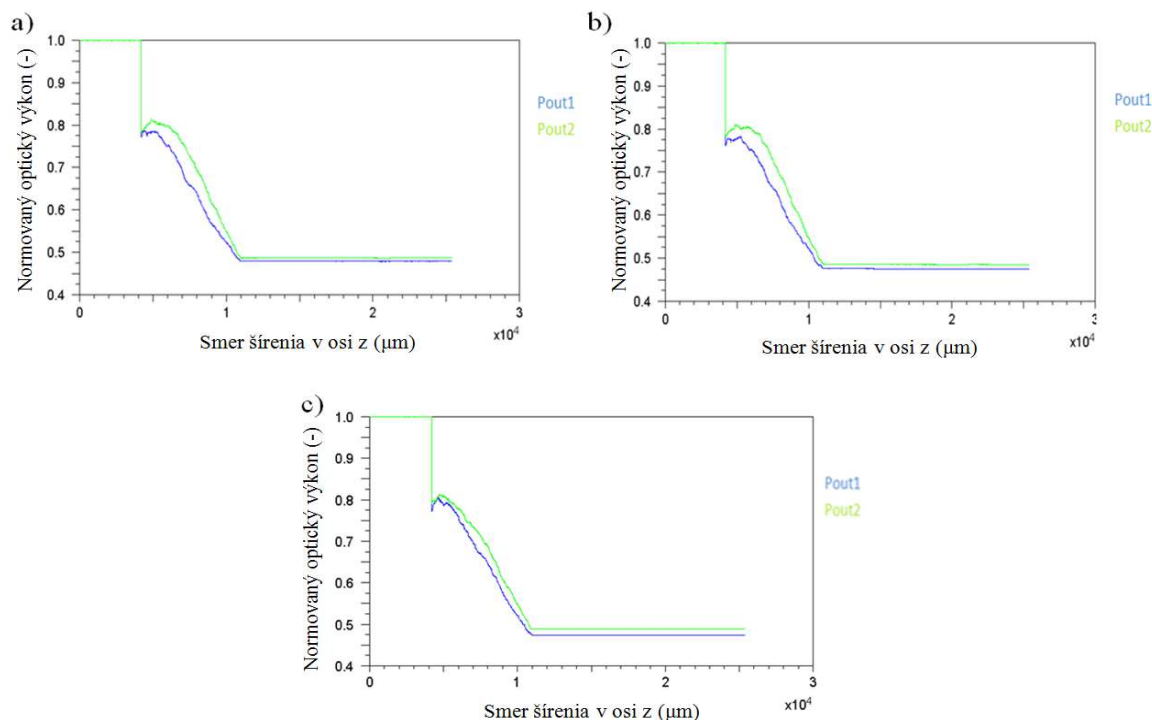 a)
Normovaný optický výkon (-)
1.0
0.9
0.8
0.7
0.6
0.5
0.4
0
1
2
3
x10⁴
Smer šírenia v osi z (μm)
Pout1
Pout2
b)
Normovaný optický výkon (-)
1.0
0.9
0.8
0.7
0.6
0.5
0.4
0
1
2
3
x10⁴
Smer šírenia v osi z (μm)
Pout1
Pout2
c)
Normovaný optický výkon (-)
1.0
0.9
0.8
0.7
0.6
0.5
0.4
0
1
2
3
x10⁴
Smer šírenia v osi z (μm)
Pout1
Pout2